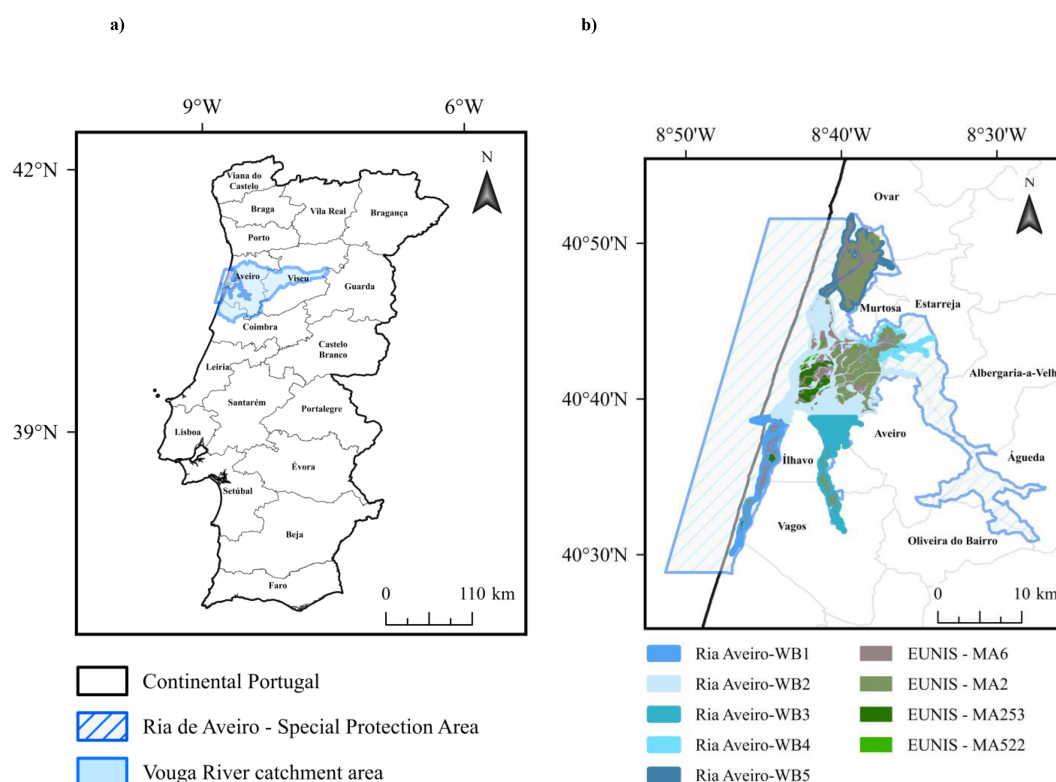 a)
9°W
6°W
42°N
39°N
N
Viana do
Castelo
Braga
Vila Real
Bragança
Porto
Aveiro
Viseu
Guarda
Coimbra
Castelo
Branco
Leiria
Santarém
Portalegre
Lisboa
Évora
Setúbal
Beja
Faro
0
110 km
Continental Portugal
Ria de Aveiro - Special Protection Area
Vouga River catchment area
b)
8°50'W
8°40'W
8°30'W
40°50'N
40°40'N
40°30'N
N
Ovar
Murtosa
Estarreja
Albergaria-a-Velh
Aveiro
Ílhavo
Águeda
Vagos
Oliveira do Bairro
0
10 km
Ria Aveiro-WB1
Ria Aveiro-WB2
Ria Aveiro-WB3
Ria Aveiro-WB4
Ria Aveiro-WB5
EUNIS - MA6
EUNIS - MA2
EUNIS - MA253
EUNIS - MA522